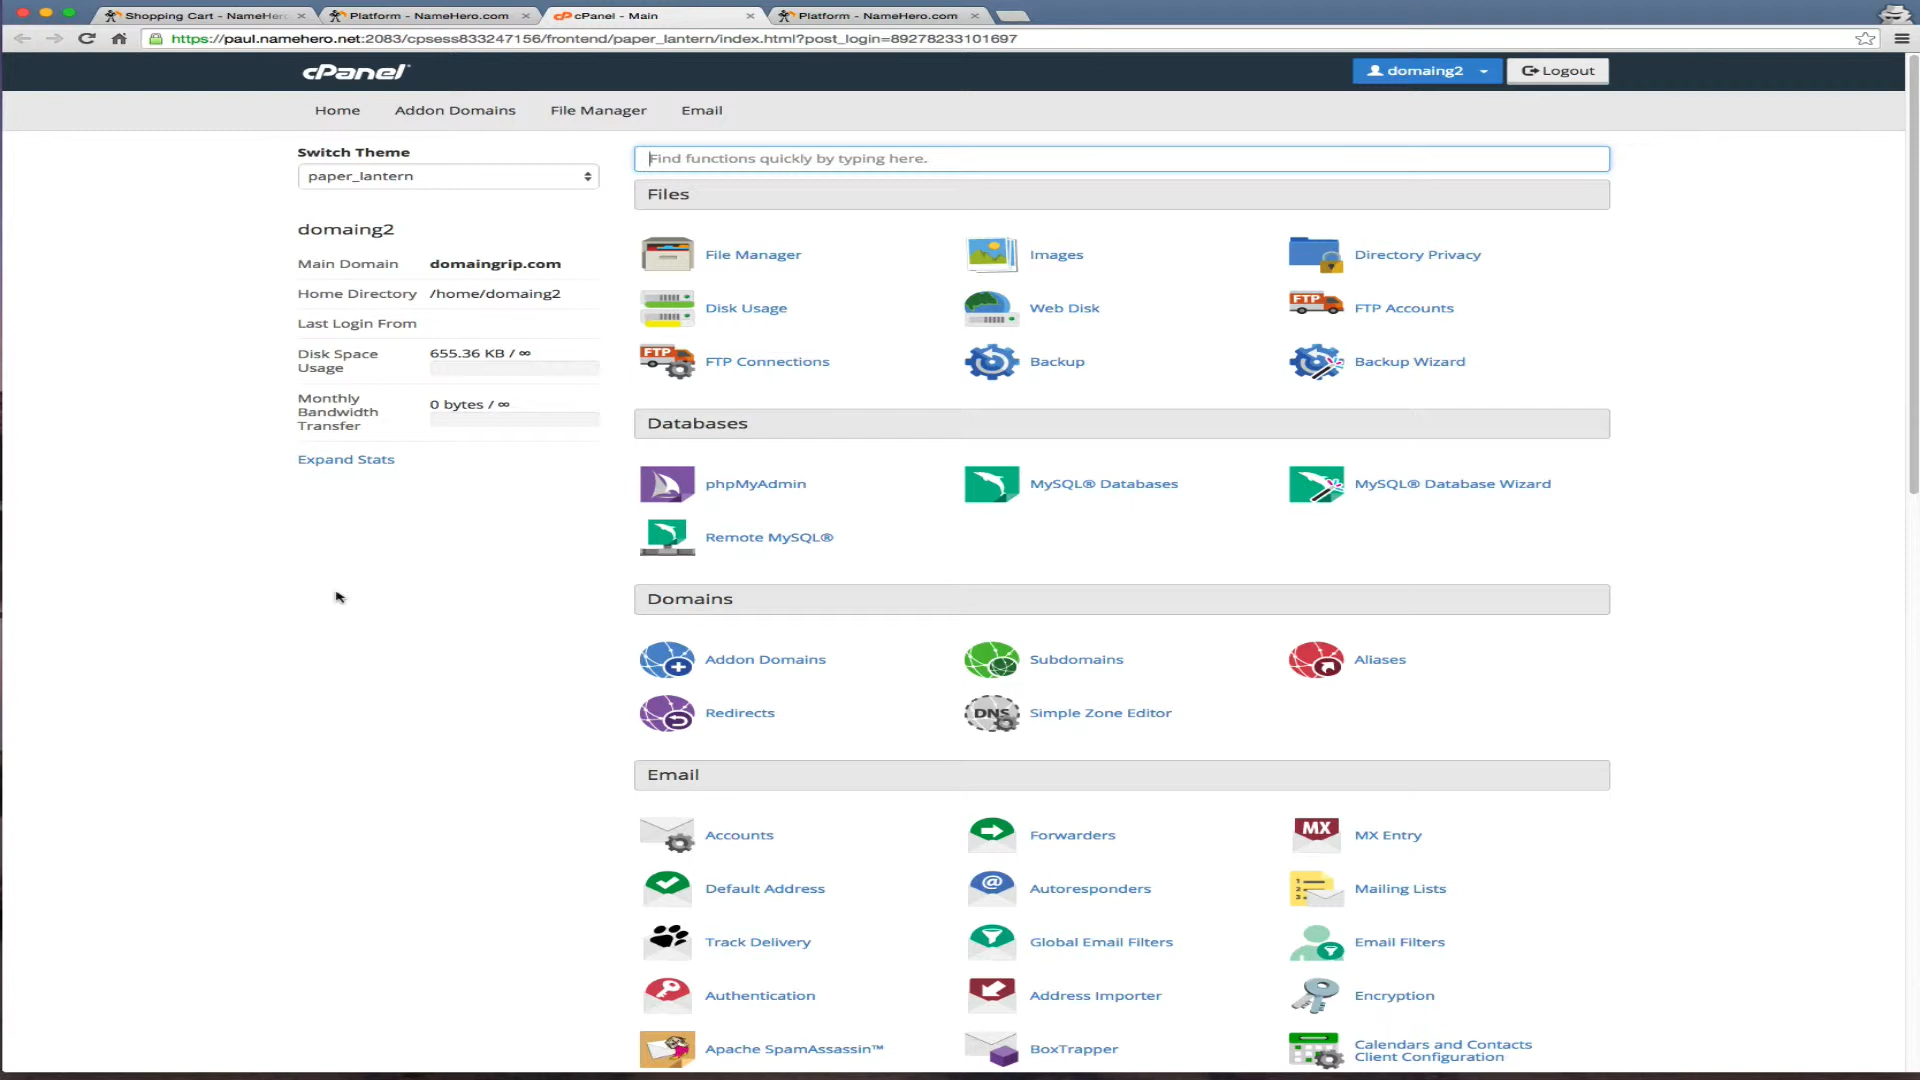 Shopping Cart - NameHer
Platform - NameHero.com
cPanel - Main
Platform - NameHero.com
https://paul.namehero.net:2083/cpsess833247156/frontend/paper_lantern/index.html?post_login=89278233101697
cPanel
domaing2
Logout
Home
Addon Domains
File Manager
Email
Switch Theme
paper_lantern
domaing2
Main Domain domaingrip.com
Home Directory /home/domaing2
Last Login From
Disk Space
Usage
655.36 KB / ∞
Monthly
Bandwidth
Transfer
0 bytes / ∞
Expand Stats
Find functions quickly by typing here.
Files
File Manager
Images
Directory Privacy
Disk Usage
Web Disk
FTP
FTP Accounts
FTP
FTP Connections
Backup
Backup Wizard
Databases
phpMyAdmin
MySQL® Databases
MySQL® Database Wizard
Remote MySQL®
Domains
Addon Domains
Subdomains
Aliases
Redirects
DNS
Simple Zone Editor
Email
Accounts
Forwarders
MX
MX Entry
Default Address
@
Autoresponders
Mailing Lists
Track Delivery
Global Email Filters
Email Filters
Authentication
Address Importer
Encryption
Apache SpamAssassin™
BoxTrapper
Calendars and Contacts
Client Configuration